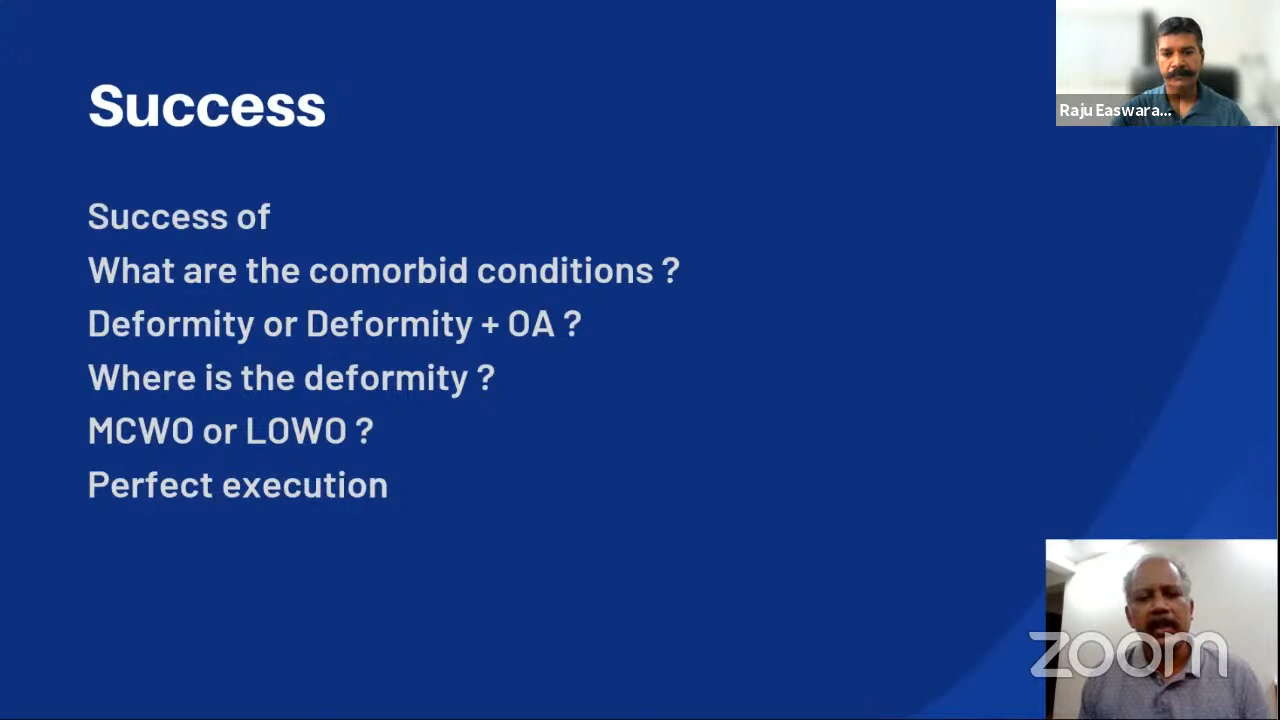 Success
Raju Easwara...
Success of
What are the comorbid conditions ?
Deformity or Deformity + OA ?
Where is the deformity ?
MCWO or LOWO ?
Perfect execution
zoom